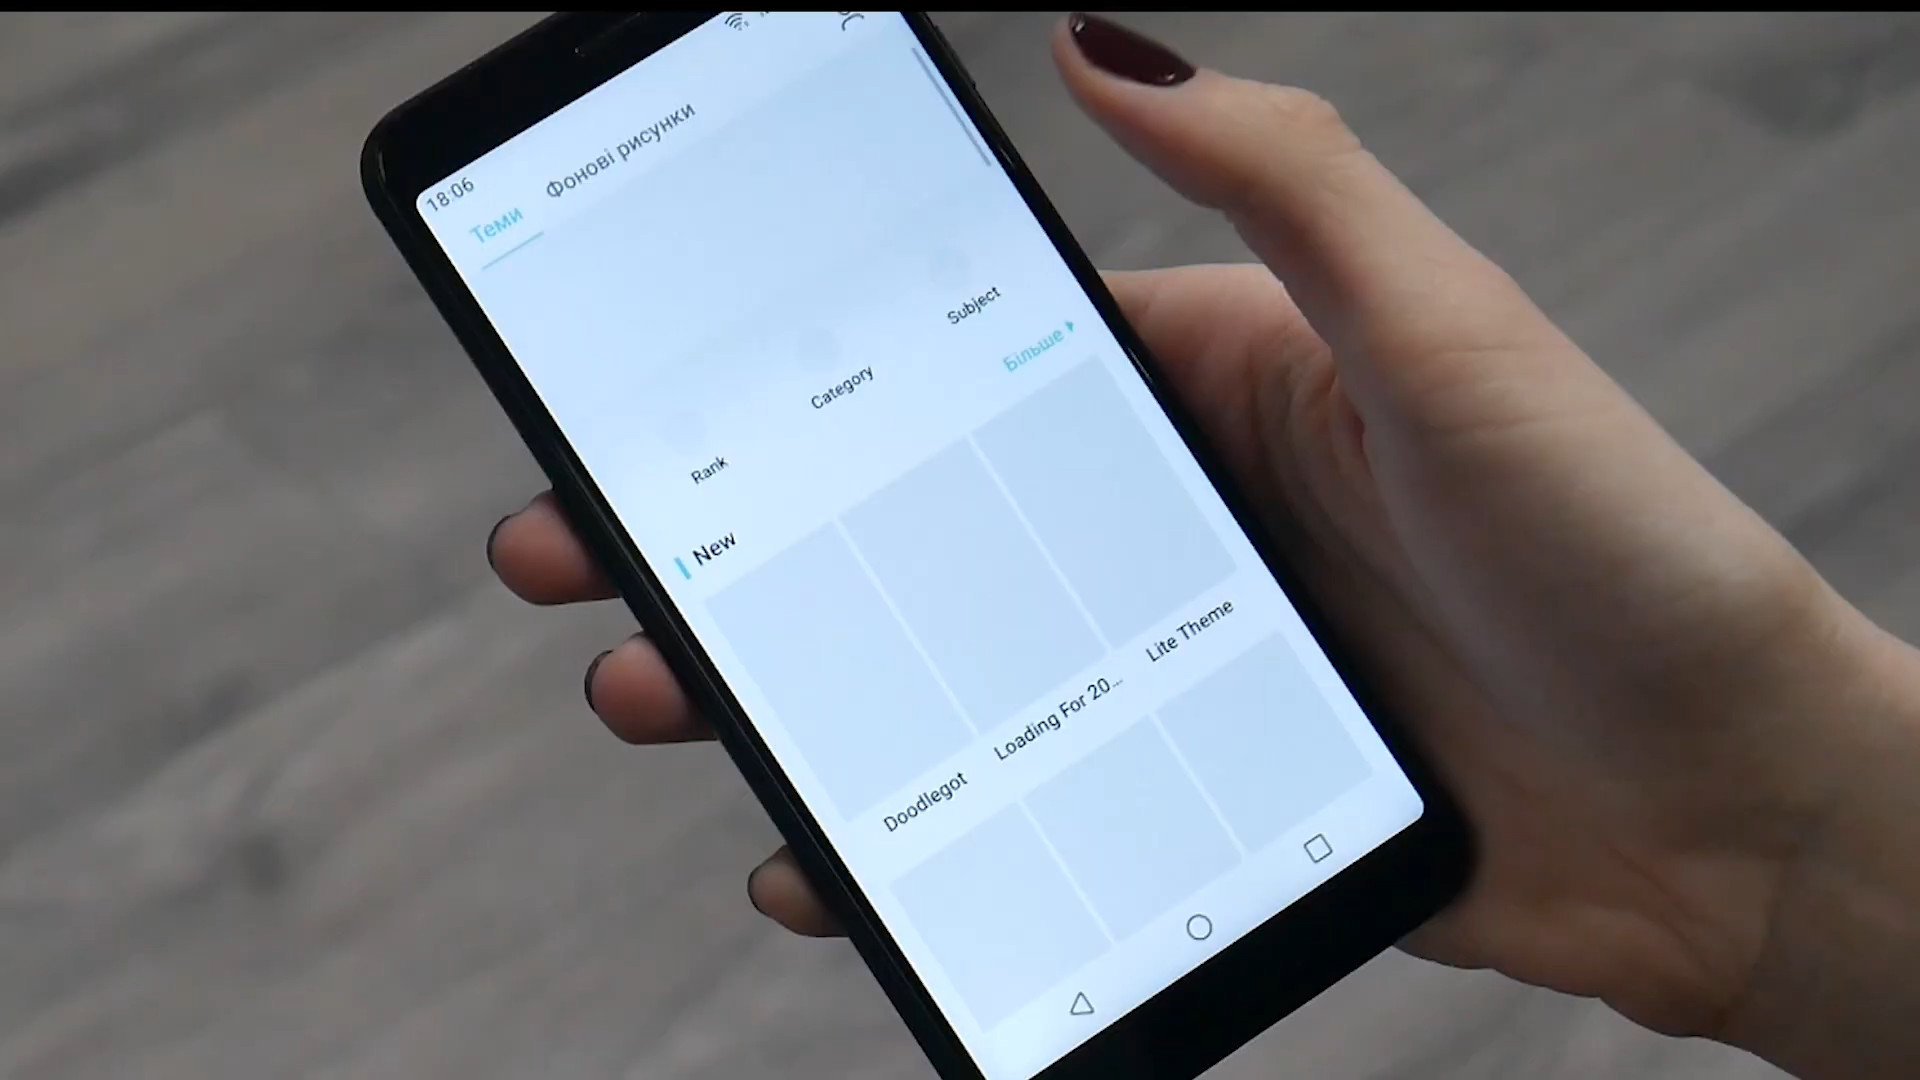 18:06
Теми Фонові рисунки
Rank Category Subject
New Більше
Doodlegot Loading For 20... Lite Theme